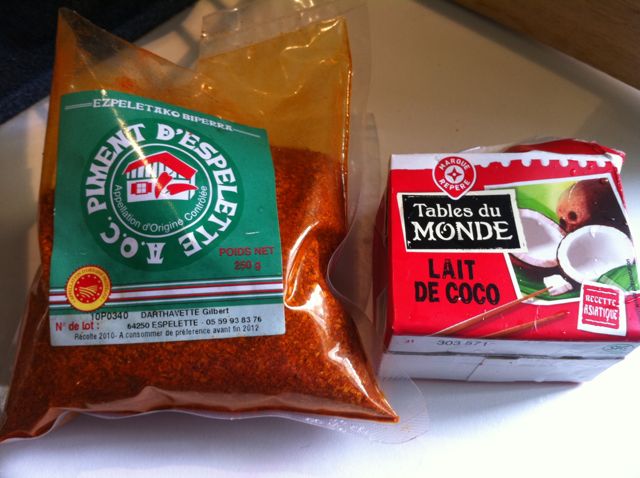 EZPELETAKO BIPERRA
A.O.C. PIMENT D'ESPELETTE
Appellation d'Origine Contrôlée
POIDS NET
250 g
10P0340 DARTHAYETTE Gilbert
N° de lot : 64250 ESPELETTE - 05 59 93 83 76
Récolte 2010- A consommer de préference avant fin 2012
MARQUE REPÈRE
Tables du
MONDE
LAIT
DE COCO
RECETTE
ASIATIQUE
303 571